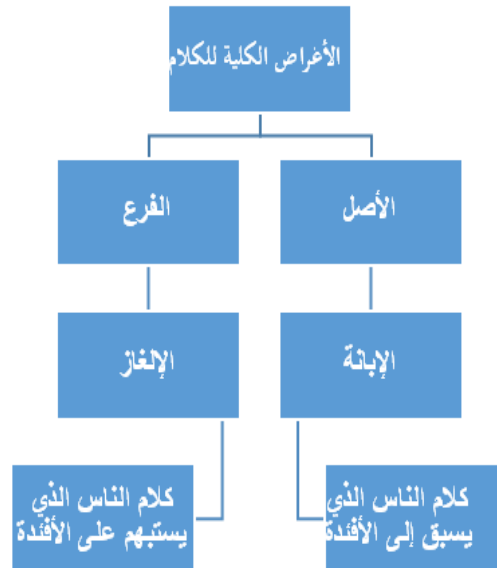 الأغراض الكلية للكلام
الأصل
الفرع
الإبانة
الإلغاز
كلام الناس الذي
يسبق إلى الأفئدة
كلام الناس الذي
يستبهم على الأفئدة